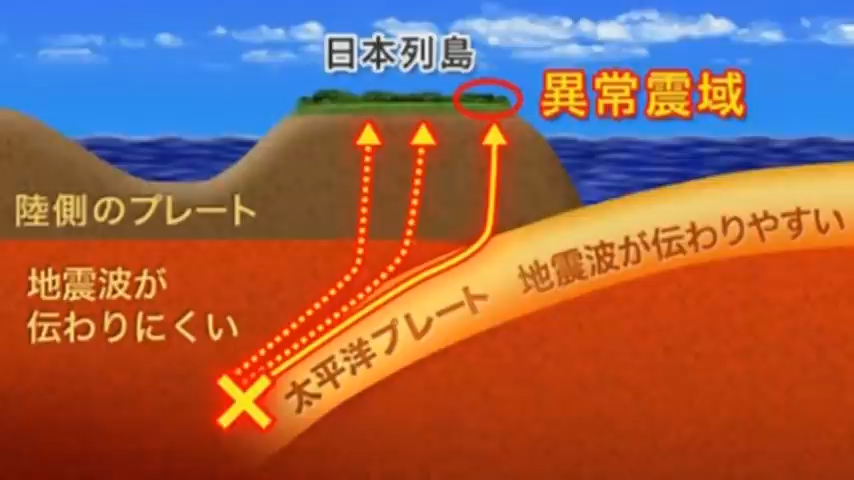 日本列島
異常震域
陸側のプレート
地震波が
伝わりにくい
太平洋プレート 地震波が伝わりやすい